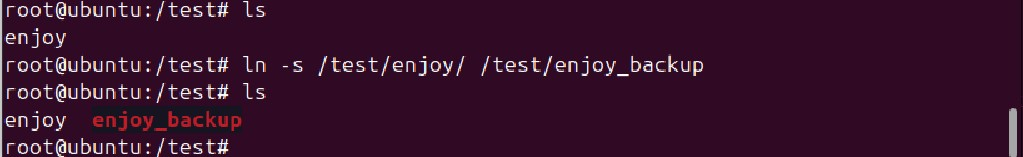 root@ubuntu:/test# ls
enjoy
root@ubuntu:/test# ln -s /test/enjoy/ /test/enjoy_backup
root@ubuntu:/test# ls
enjoy  enjoy_backup
root@ubuntu:/test#